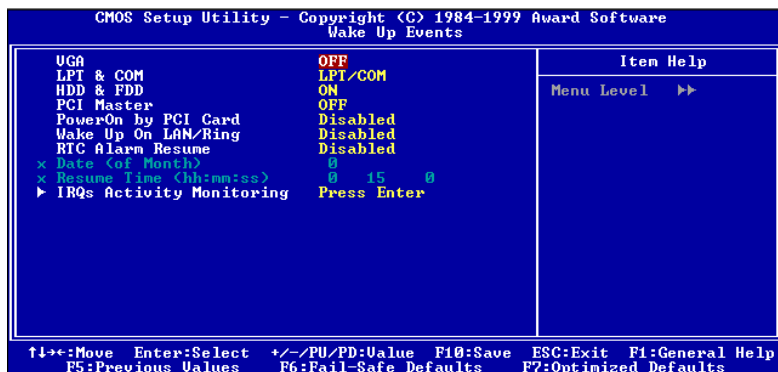 CMOS Setup Utility - Copyright (C) 1984-1999 Award Software
Wake Up Events
VGA OFF
LPT & COM LPT/COM
HDD & FDD ON
PCI Master OFF
PowerOn by PCI Card Disabled
Wake Up On LAN/Ring Disabled
RTC Alarm Resume Disabled
x Date (of Month) 0
x Resume Time (hh:mm:ss) 0 15 0
▶ IRQs Activity Monitoring Press Enter
Item Help
Menu Level ▶▶
↑↓→←:Move Enter:Select +/-/PU/PD:Value F10:Save ESC:Exit F1:General Help
F5:Previous Values F6:Fail-Safe Defaults F7:Optimized Defaults